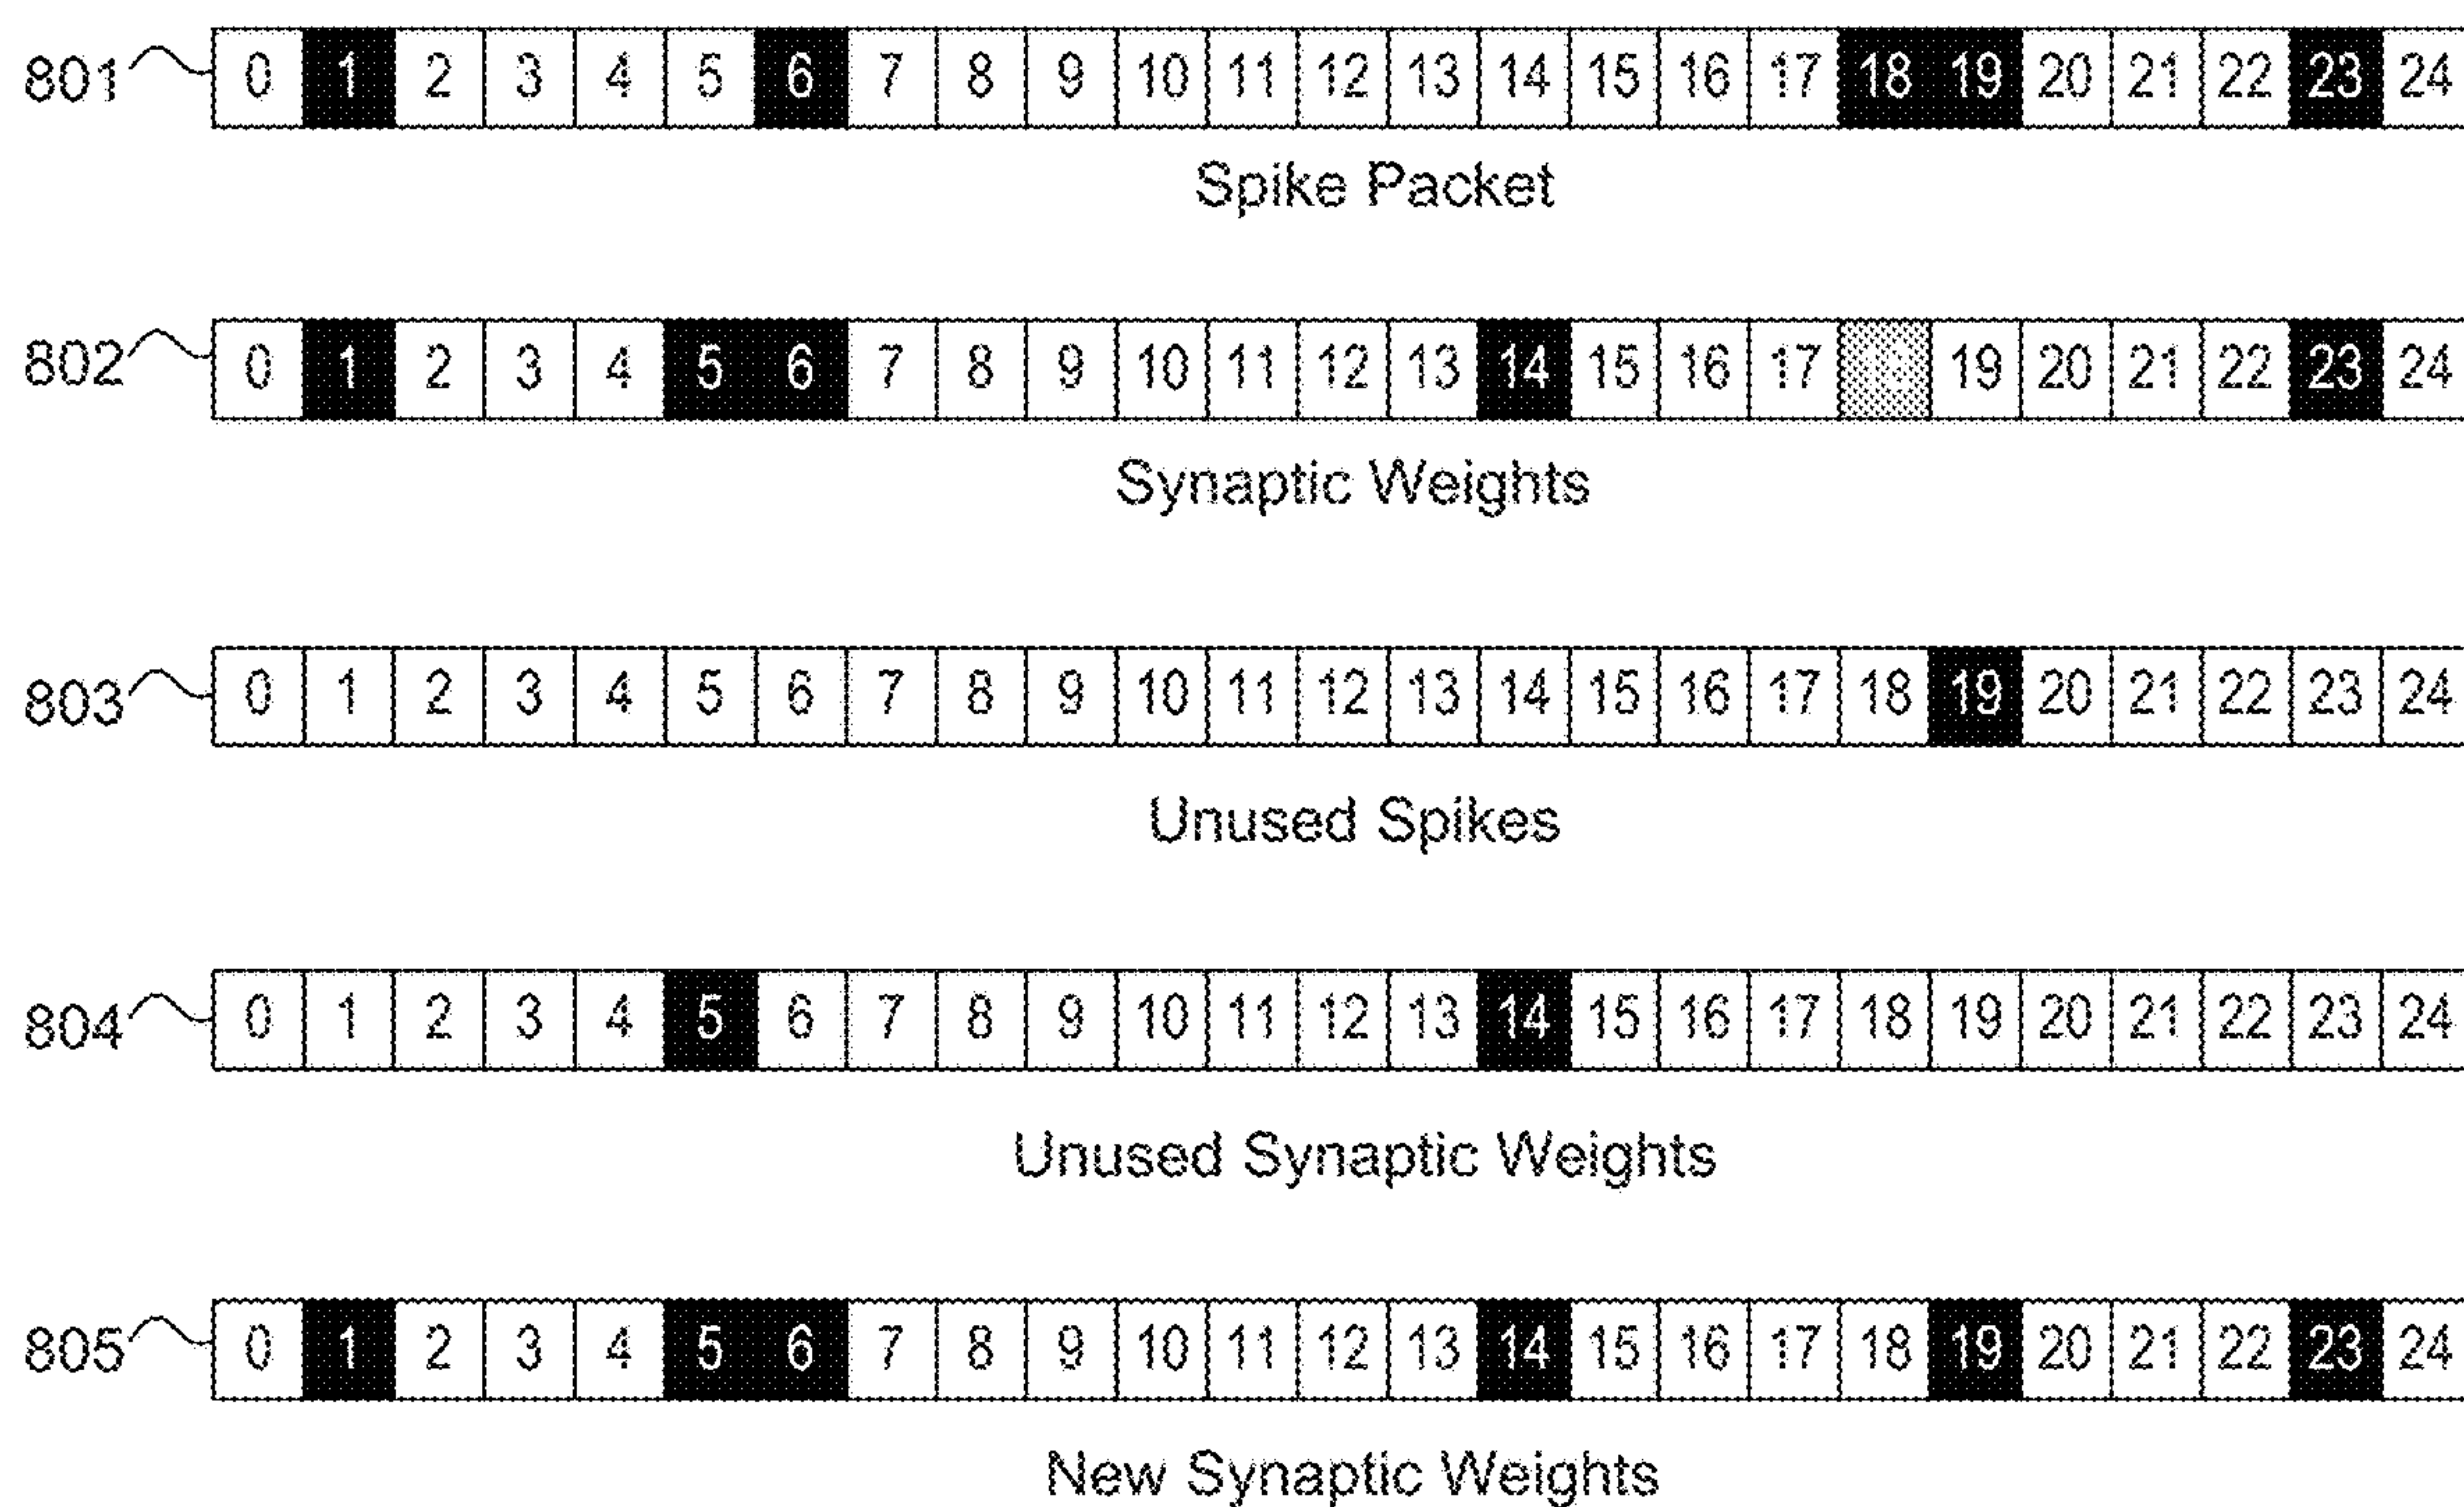 801 0 1 2 3 4 5 6 7 8 9 10 11 12 13 14 15 16 17 18 19 20 21 22 23 24
Spike Packet
802 0 1 2 3 4 5 6 7 8 9 10 11 12 13 14 15 16 17 19 20 21 22 23 24
Synaptic Weights
803 0 1 2 3 4 5 6 7 8 9 10 11 12 13 14 15 16 17 18 19 20 21 22 23 24
Unused Spikes
804 0 1 2 3 4 5 6 7 8 9 10 11 12 13 14 15 16 17 18 19 20 21 22 23 24
Unused Synaptic Weights
805 0 1 2 3 4 5 6 7 8 9 10 11 12 13 14 15 16 17 18 19 20 21 22 23 24
New Synaptic Weights